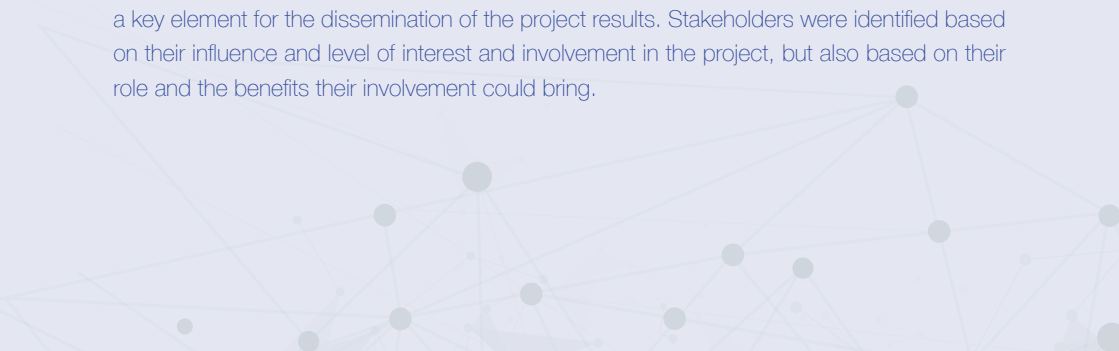 a key element for the dissemination of the project results. Stakeholders were identified based
on their influence and level of interest and involvement in the project, but also based on their
role and the benefits their involvement could bring.